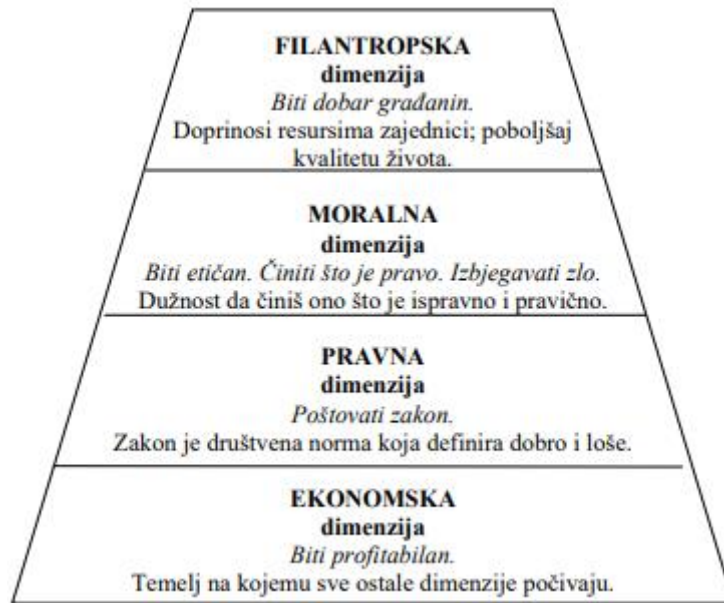 FILANTROPSKA
dimenzija
Biti dobar građanin.
Doprinosi resursima zajednici; poboljšaj
kvalitetu života.
MORALNA
dimenzija
Biti etičan. Činiti što je pravo. Izbjegavati zlo.
Dužnost da činiš ono što je ispravno i pravično.
PRAVNA
dimenzija
Poštovati zakon.
Zakon je društvena norma koja definira dobro i loše.
EKONOMSKA
dimenzija
Biti profitabilan.
Temelj na kojemu sve ostale dimenzije počivaju.